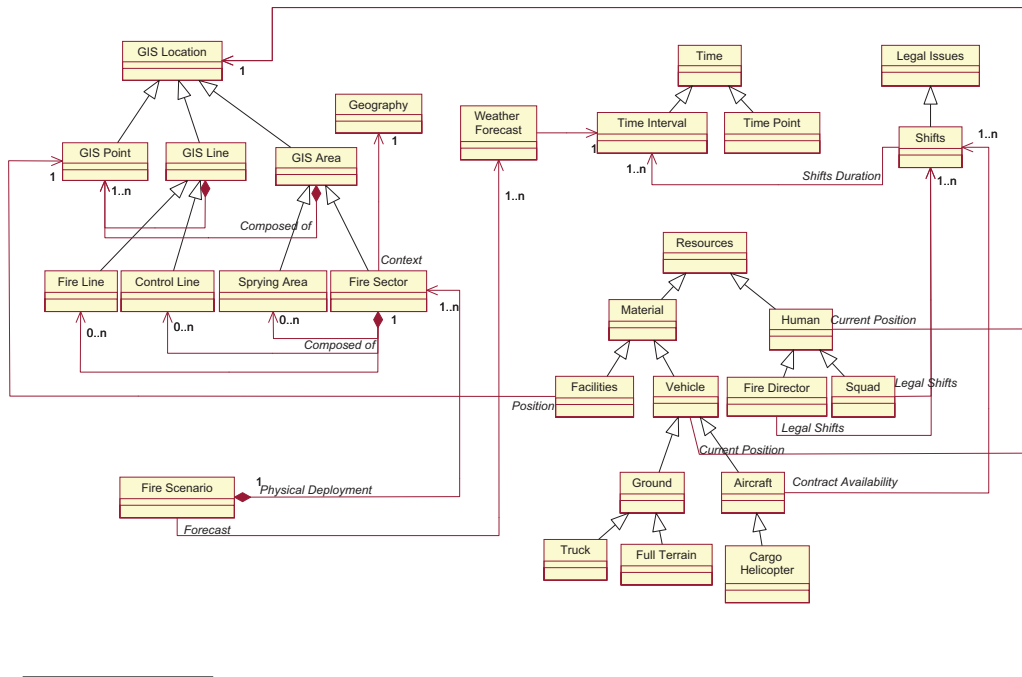 GIS Location
1
Time
Legal Issues
Geography
1
Weather
Forecast
Time Interval
Time Point
Shifts
1
1..n
GIS Point
GIS Line
GIS Area
1
1..n
1..n
1..n
1..n
Shifts Duration
1..n
Composed of
Resources
Context
Fire Line
Control Line
Sprying Area
Fire Sector
1..n
Material
Human
Current Position
0..n
0..n
0..n
1
Composed of
Facilities
Vehicle
Fire Director
Squad
Legal Shifts
Position
Legal Shifts
Current Position
Fire Scenario
1
Physical Deployment
Ground
Aircraft
Contract Availability
Forecast
Truck
Full Terrain
Cargo
Helicopter